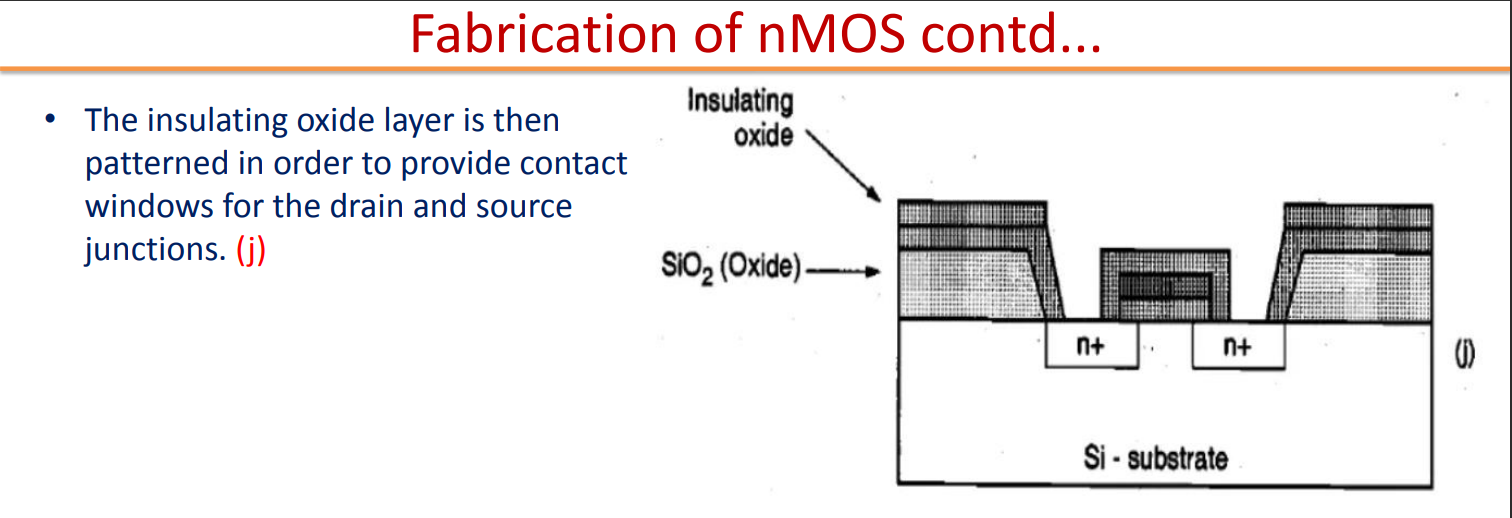 Fabrication of nMOS contd...
• The insulating oxide layer is then
patterned in order to provide contact
windows for the drain and source
junctions. (j)
Insulating
oxide
SiO₂ (Oxide)
n+
n+
(j)
Si - substrate